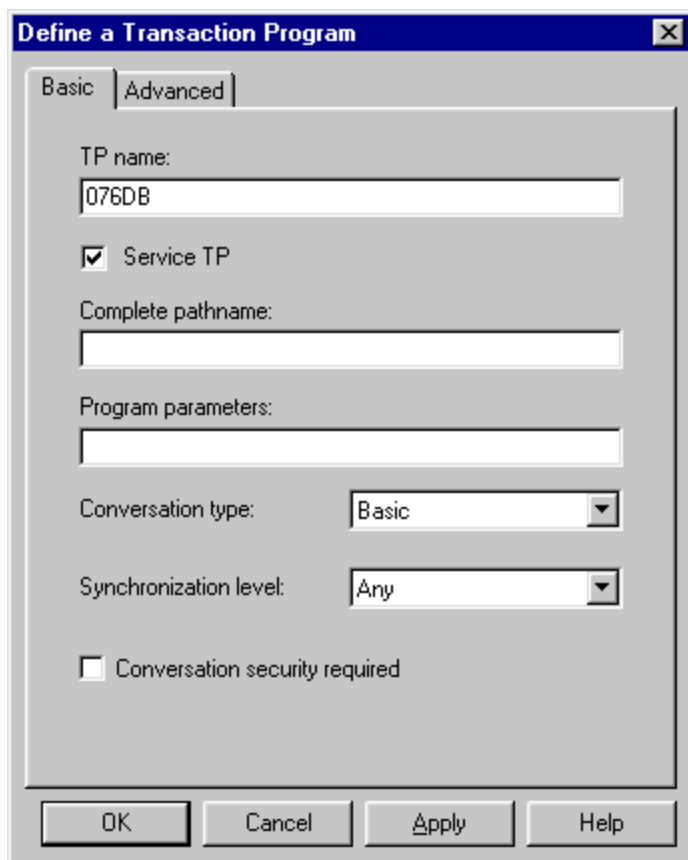 Define a Transaction Program
Basic
Advanced
TP name:
076DB
Service TP
Complete pathname:
Program parameters:
Conversation type:
Basic
Synchronization level:
Any
Conversation security required
OK
Cancel
Apply
Help